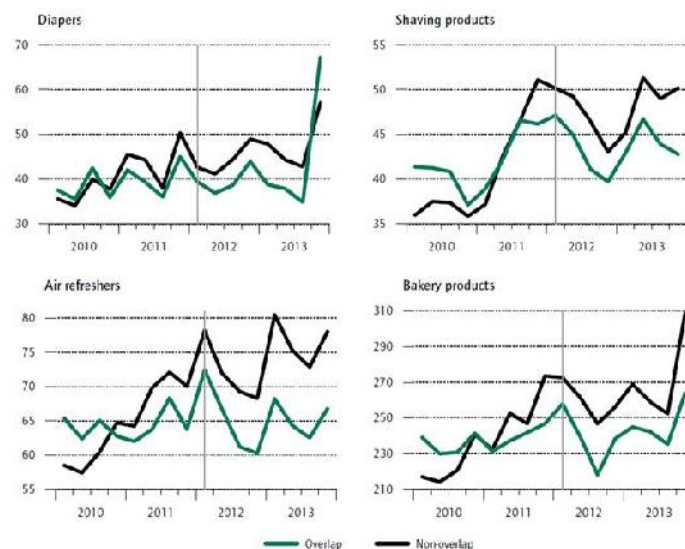 Diapers
70
60
50
40
30
2010 2011 2012 2013
Shaving products
55
50
45
40
35
2010 2011 2012 2013
Air refreshers
80
75
70
65
60
55
2010 2011 2012 2013
Bakery products
310
290
270
250
230
210
2010 2011 2012 2013
Overlap Non-overlap